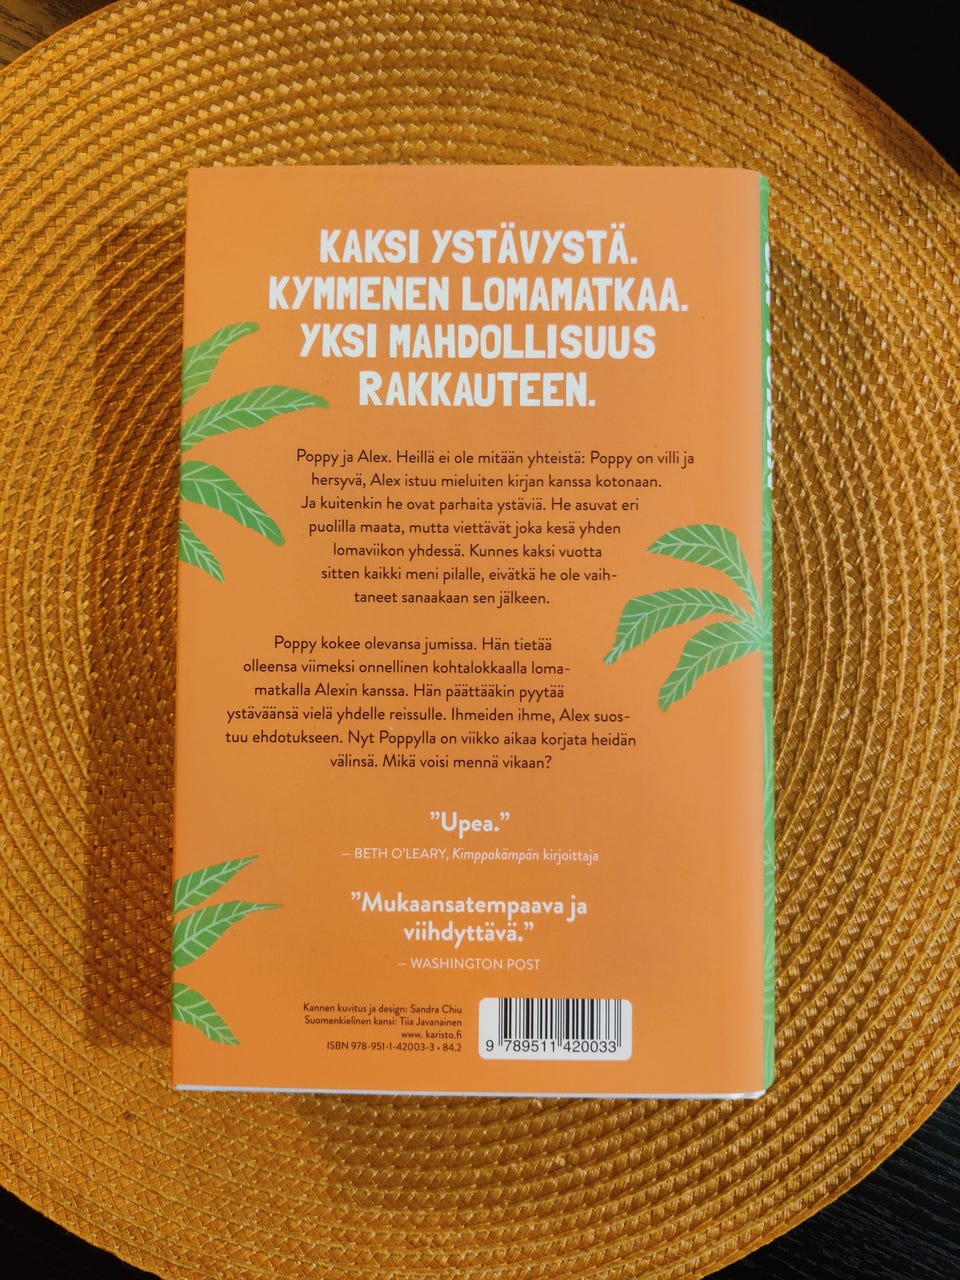 KAKSI YSTÄVYSTÄ.
KYMMENEN LOMAMATKAA.
YKSI MAHDOLLISUUS
RAKKAUTEEN.
Poppy ja Alex. Heillä ei ole mitään yhteistä: Poppy on villi ja
hersyvä, Alex istuu mieluiten kirjan kanssa kotonaan.
Ja kuitenkin he ovat parhaita ystäviä. He asuvat eri
puolilla maata, mutta viettävät joka kesä yhden
lomaviikon yhdessä. Kunnes kaksi vuotta
sitten kaikki meni pilalle, eivätkä he ole vaih-
taneet sanaakaan sen jälkeen.
Poppy kokee olevansa jumissa. Hän tietää
olleensa viimeksi onnellinen kohtalokkaalla loma-
matkalla Alexin kanssa. Hän päättääkin pyytää
ystäväänsä vielä yhdelle reissulle. Ihmeiden ihme, Alex suos-
tuu ehdotukseen. Nyt Poppylla on viikko aikaa korjata heidän
välinsä. Mikä voisi mennä vikaan?
”Upea.”
– BETH O'LEARY, Kimppakämpän kirjoittaja
”Mukaansatempaava ja
viihdyttävä.”
– WASHINGTON POST
Kannen kuvitus ja design: Sandra Chiu
Suomenkielinen kansi: Tiia Javanainen
www. karisto.fi
ISBN 978-951-1-42003-3 • 84.2
9 789511 420033